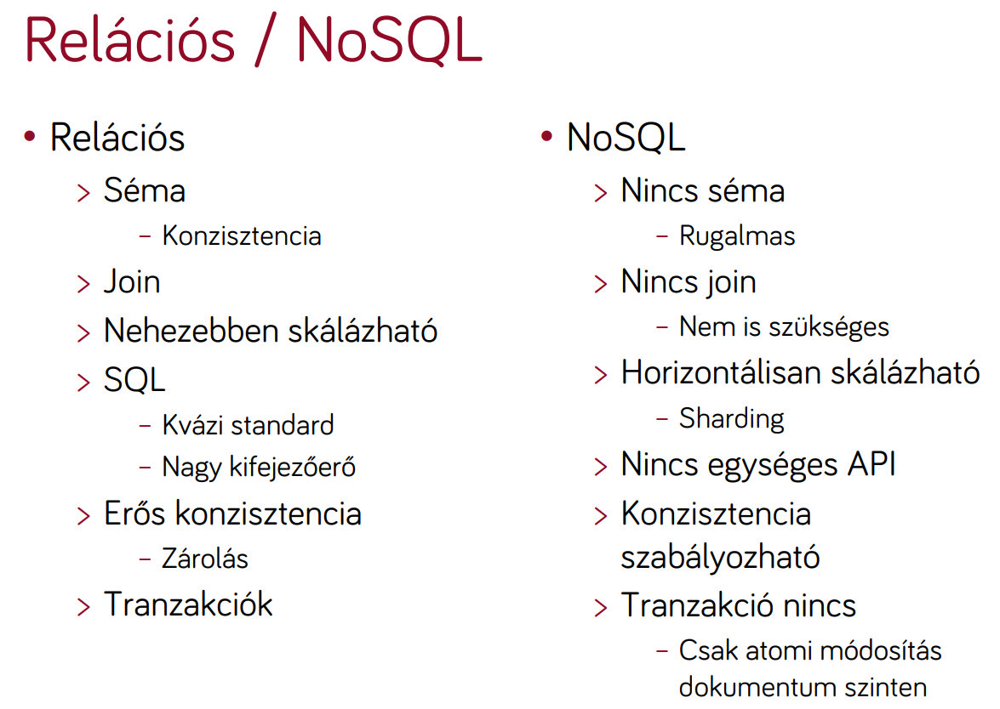 Relációs / NoSQL
• Relációs
> Séma
– Konzisztencia
> Join
> Nehezebben skálázható
> SQL
– Kvázi standard
– Nagy kifejezőerő
> Erős konzisztencia
– Zárolás
> Tranzakciók
• NoSQL
> Nincs séma
– Rugalmas
> Nincs join
– Nem is szükséges
> Horizontálisan skálázható
– Sharding
> Nincs egységes API
> Konzisztencia
szabályozható
> Tranzakció nincs
– Csak atomi módosítás
dokumentum szinten